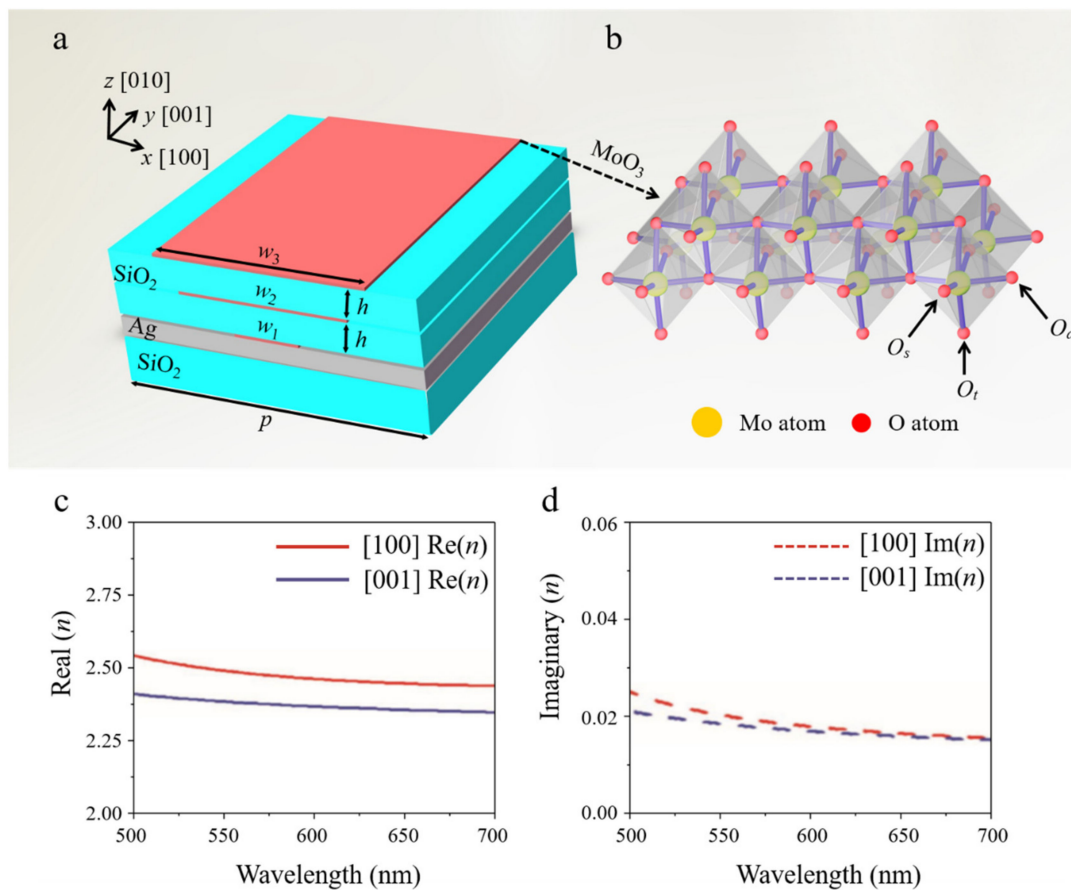 a
b
z [010]
y [001]
x [100]
MoO3
w3
SiO2
w2
h
Ag
w1
h
SiO2
p
Os
Ot
Mo atom
O atom
c
d
3.00
2.75
2.50
2.25
2.00
Real (n)
[100] Re(n)
[001] Re(n)
500
550
600
650
700
Wavelength (nm)
0.06
0.04
0.02
0.00
Imaginary (n)
[100] Im(n)
[001] Im(n)
500
550
600
650
700
Wavelength (nm)